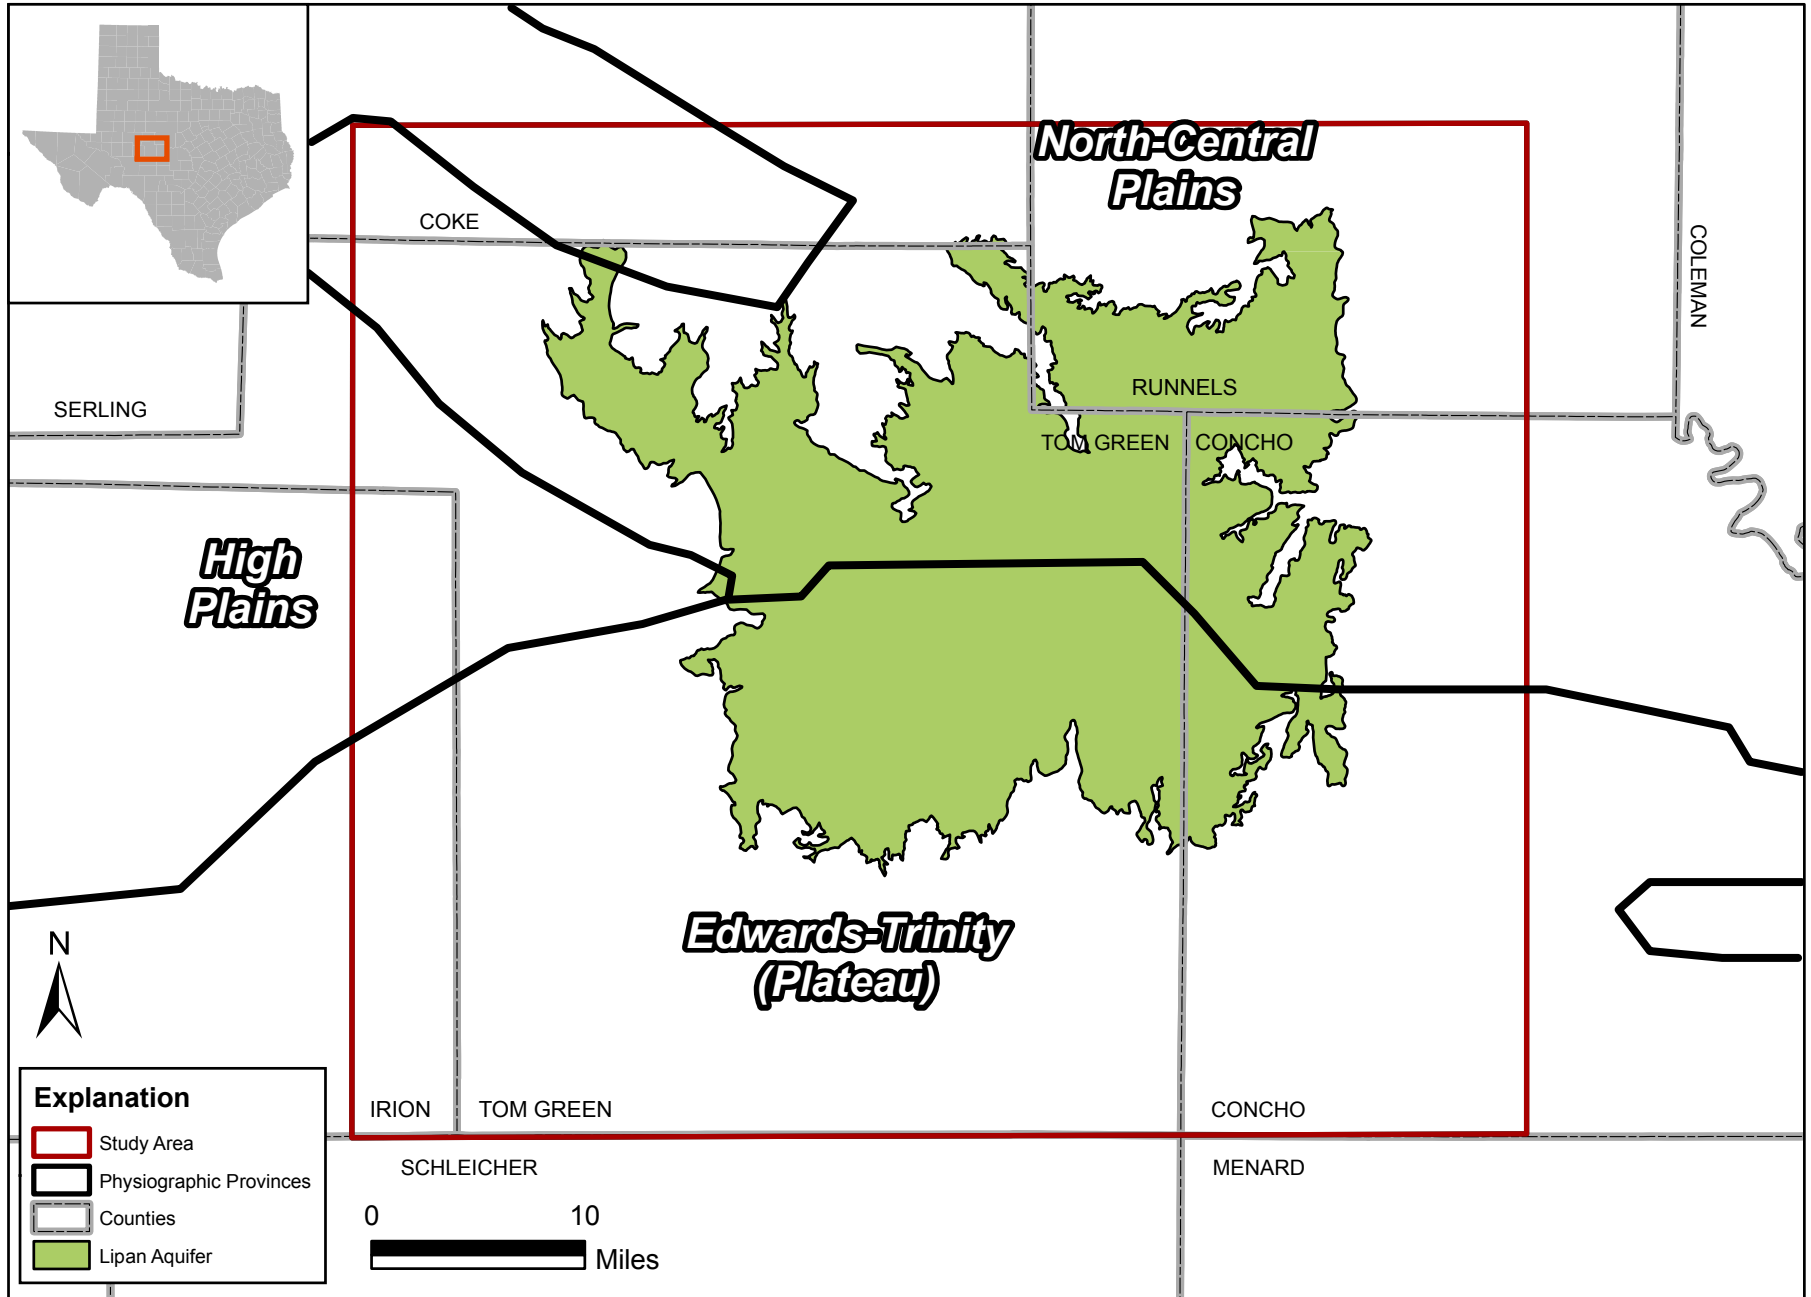 North-Central
Plains
COKE
COLEMAN
SERLING
RUNNELS
TOM GREEN
CONCHO
High
Plains
Edwards-Trinity
(Plateau)
N
Explanation
Study Area
Physiographic Provinces
Counties
Lipan Aquifer
IRION
TOM GREEN
CONCHO
SCHLEICHER
MENARD
0 10
Miles